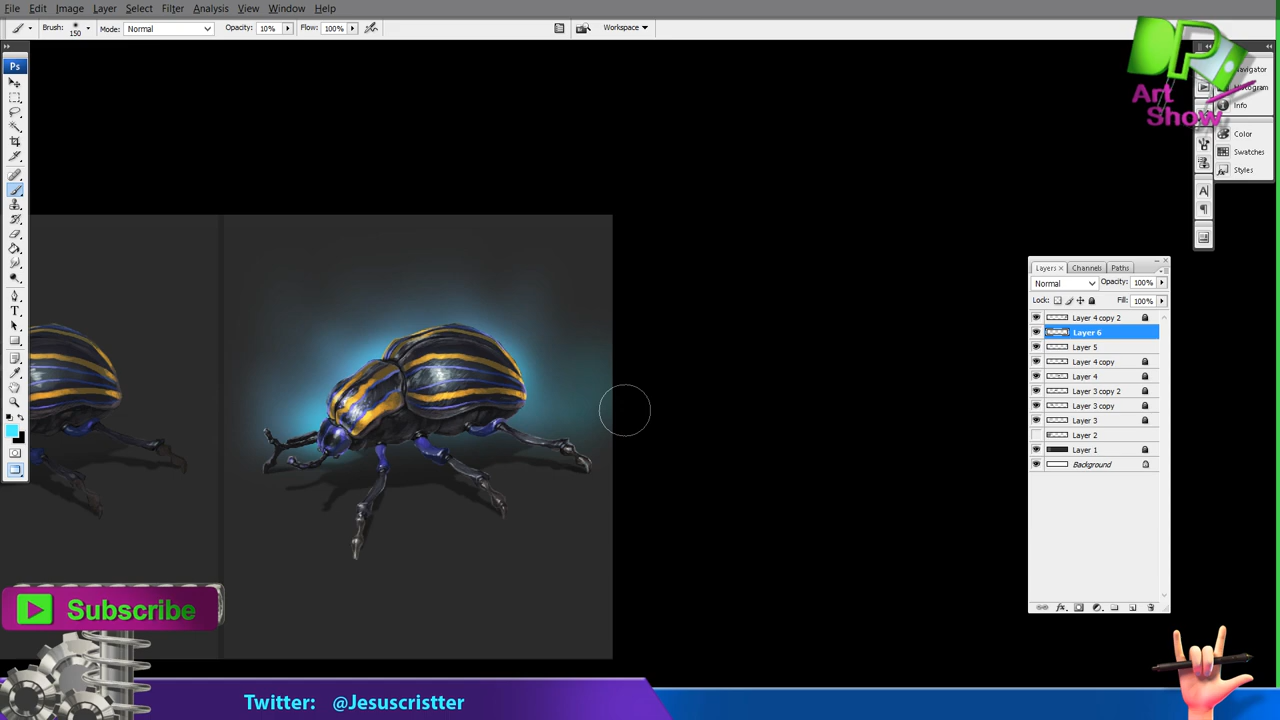 File Edit Image Layer Select Filter Analysis View Window Help
Brush: 150 Mode: Normal Opacity: 10% Flow: 100% Workspace
Ps
DP
Art
Show
Navigator
Histogram
Info
Color
Swatches
Styles
A
Layers Channels Paths
Normal Opacity: 100%
Lock: Fill: 100%
Layer 4 copy 2
Layer 6
Layer 5
Layer 4 copy
Layer 4
Layer 3 copy 2
Layer 3 copy
Layer 3
Layer 2
Layer 1
Background
fx
T
Subscribe
Twitter: @Jesuscristter